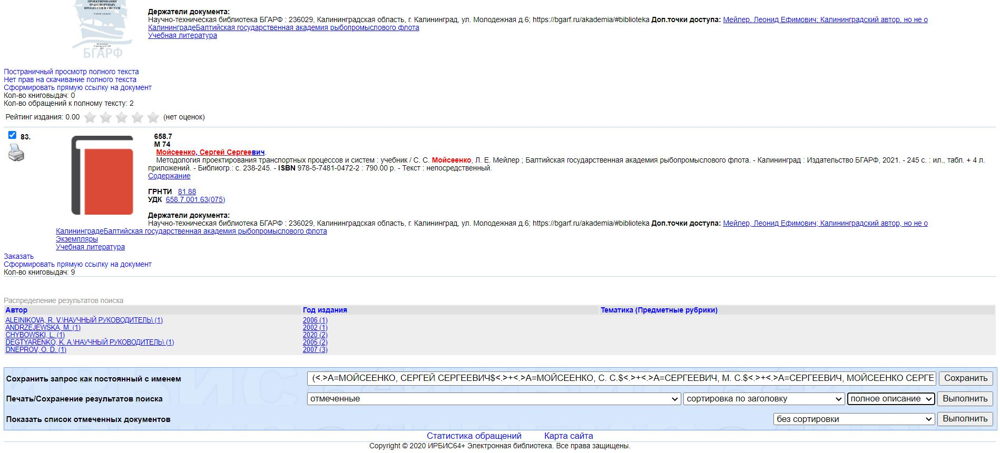 ПРОЕКТИРОВАНИЯ
ТРАНСПОРТНЫХ
ПРОЦЕССОВ И СИСТЕМ
БГАРФ
Держатели документа:
Научно-техническая библиотека БГАРФ : 236029, Калининградская область, г. Калининград, ул. Молодежная д.6; https://bgarf.ru/akademia/#biblioteka Доп.точки доступа: Мейлер, Леонид Ефимович; Калининградский автор, но не о
КалининградеБалтийская государственная академия рыбопромыслового флота
Учебная литература
Постраничный просмотр полного текста
Нет прав на скачивание полного текста
Сформировать прямую ссылку на документ
Кол-во книговыдач: 0
Кол-во обращений к полному тексту: 2
Рейтинг издания: 0.00 (нет оценок)
83.
658.7
М 74
Мойсеенко, Сергей Сергеевич.
Методология проектирования транспортных процессов и систем : учебник / С. С. Мойсеенко, Л. Е. Мейлер ; Балтийская государственная академия рыбопромыслового флота. - Калининград : Издательство БГАРФ, 2021. - 245 с. : ил., табл. + 4 л.
приложений. - Библиогр.: с. 238-245. - ISBN 978-5-7481-0472-2 : 790.00 р. - Текст : непосредственный.
Содержание
ГРНТИ 81.88
УДК 658.7.001.63(075)
Держатели документа:
Научно-техническая библиотека БГАРФ : 236029, Калининградская область, г. Калининград, ул. Молодежная д.6; https://bgarf.ru/akademia/#biblioteka Доп.точки доступа: Мейлер, Леонид Ефимович; Калининградский автор, но не о
КалининградеБалтийская государственная академия рыбопромыслового флота
Экземпляры
Учебная литература
Заказать
Сформировать прямую ссылку на документ
Кол-во книговыдач: 9
Распределение результатов поиска
Автор Год издания Тематика (Предметные рубрики)
ALEINIKOVA, R. V.\НАУЧНЫЙ РУКОВОДИТЕЛЬ\ (1) 2006 (1)
ANDRZEJEWSKA, M. (1) 2002 (1)
CHYBOWSKI, L. (1) 2020 (2)
DEGTYARENKO, K. A.\НАУЧНЫЙ РУКОВОДИТЕЛЬ\ (1) 2005 (2)
DNEPROV, O. D. (1) 2007 (3)
Сохранить запрос как постоянный с именем (<.>A=МОЙСЕЕНКО, СЕРГЕЙ СЕРГЕЕВИЧ$<.>+<.>A=МОЙСЕЕНКО, С. С.$<.>+<.>A=СЕРГЕЕВИЧ, М. С.$<.>+<.>A=СЕРГЕЕВИЧ, МОЙСЕЕНКО СЕРГЕ Сохранить
Печать/Сохранение результатов поиска отмеченные сортировка по заголовку полное описание Выполнить
Показать список отмеченных документов без сортировки Выполнить
Статистика обращений Карта сайта
Copyright © 2020 ИРБИС64+ Электронная библиотека. Все права защищены.